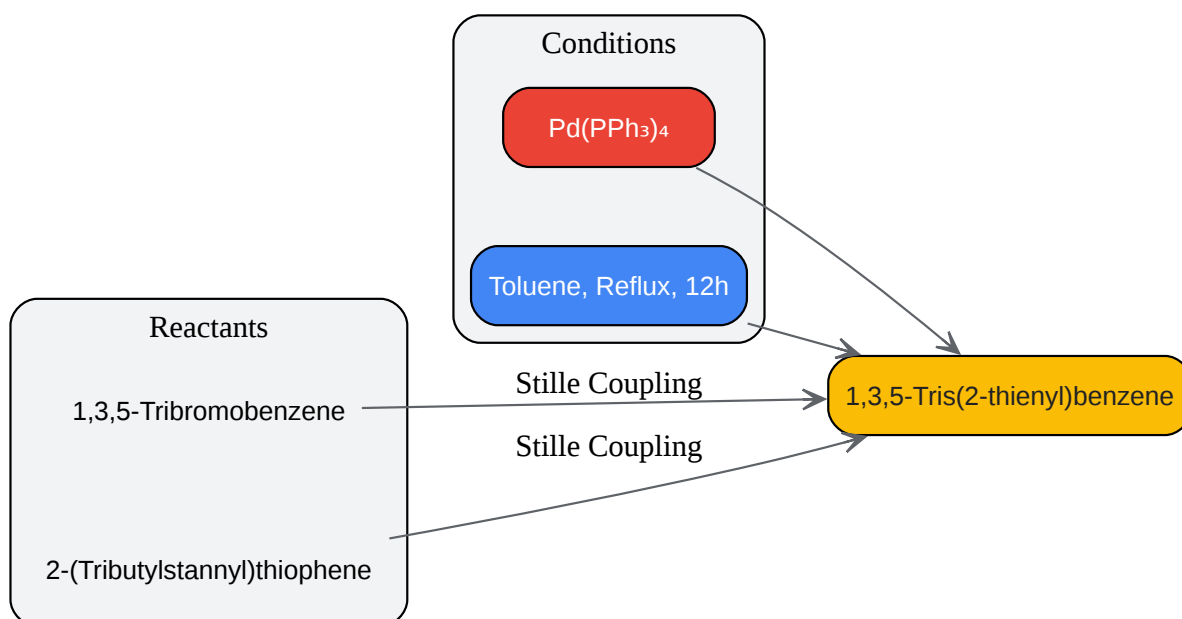 Conditions
Pd(PPh₃)₄
Toluene, Reflux, 12h
Reactants
1,3,5-Tribromobenzene
2-(Tributylstannyl)thiophene
Stille Coupling
Stille Coupling
1,3,5-Tris(2-thienyl)benzene